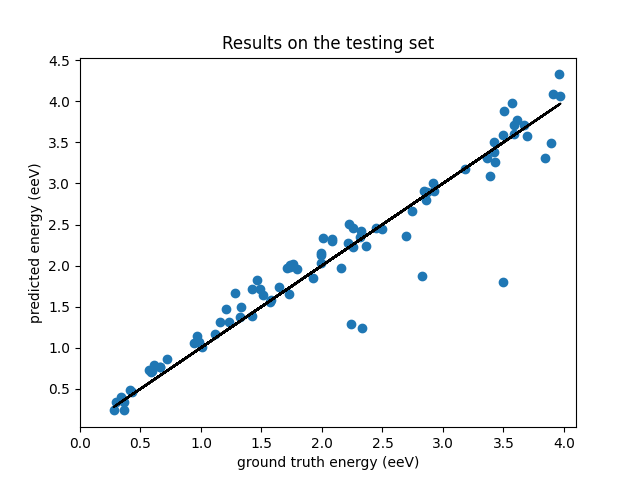 Results on the testing set
predicted energy (eeV)
4.5
4.0
3.5
3.0
2.5
2.0
1.5
1.0
0.5
0.0 0.5 1.0 1.5 2.0 2.5 3.0 3.5 4.0
ground truth energy (eeV)